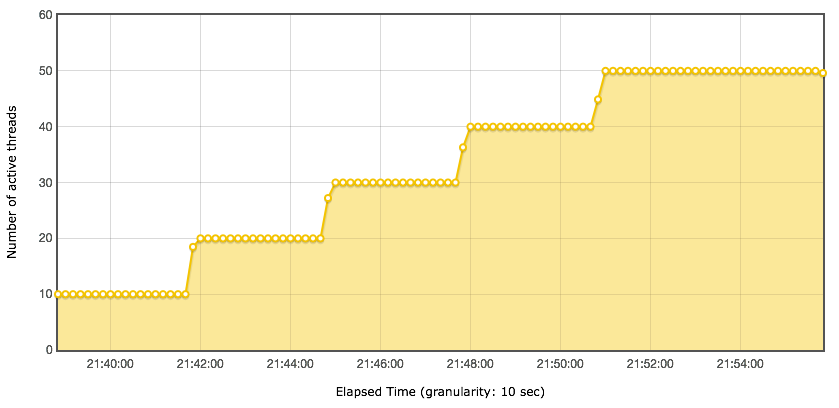 60
50
40
30
20
10
0
Number of active threads
21:40:00 21:42:00 21:44:00 21:46:00 21:48:00 21:50:00 21:52:00 21:54:00
Elapsed Time (granularity: 10 sec)